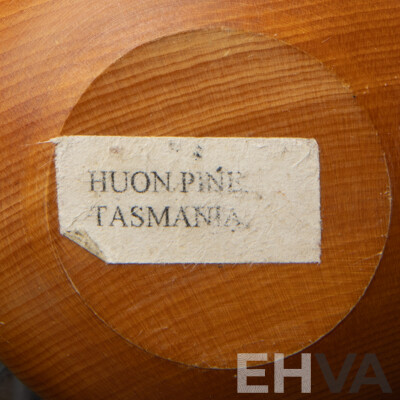 HUON PINE.
TASMANIA.
EHVA